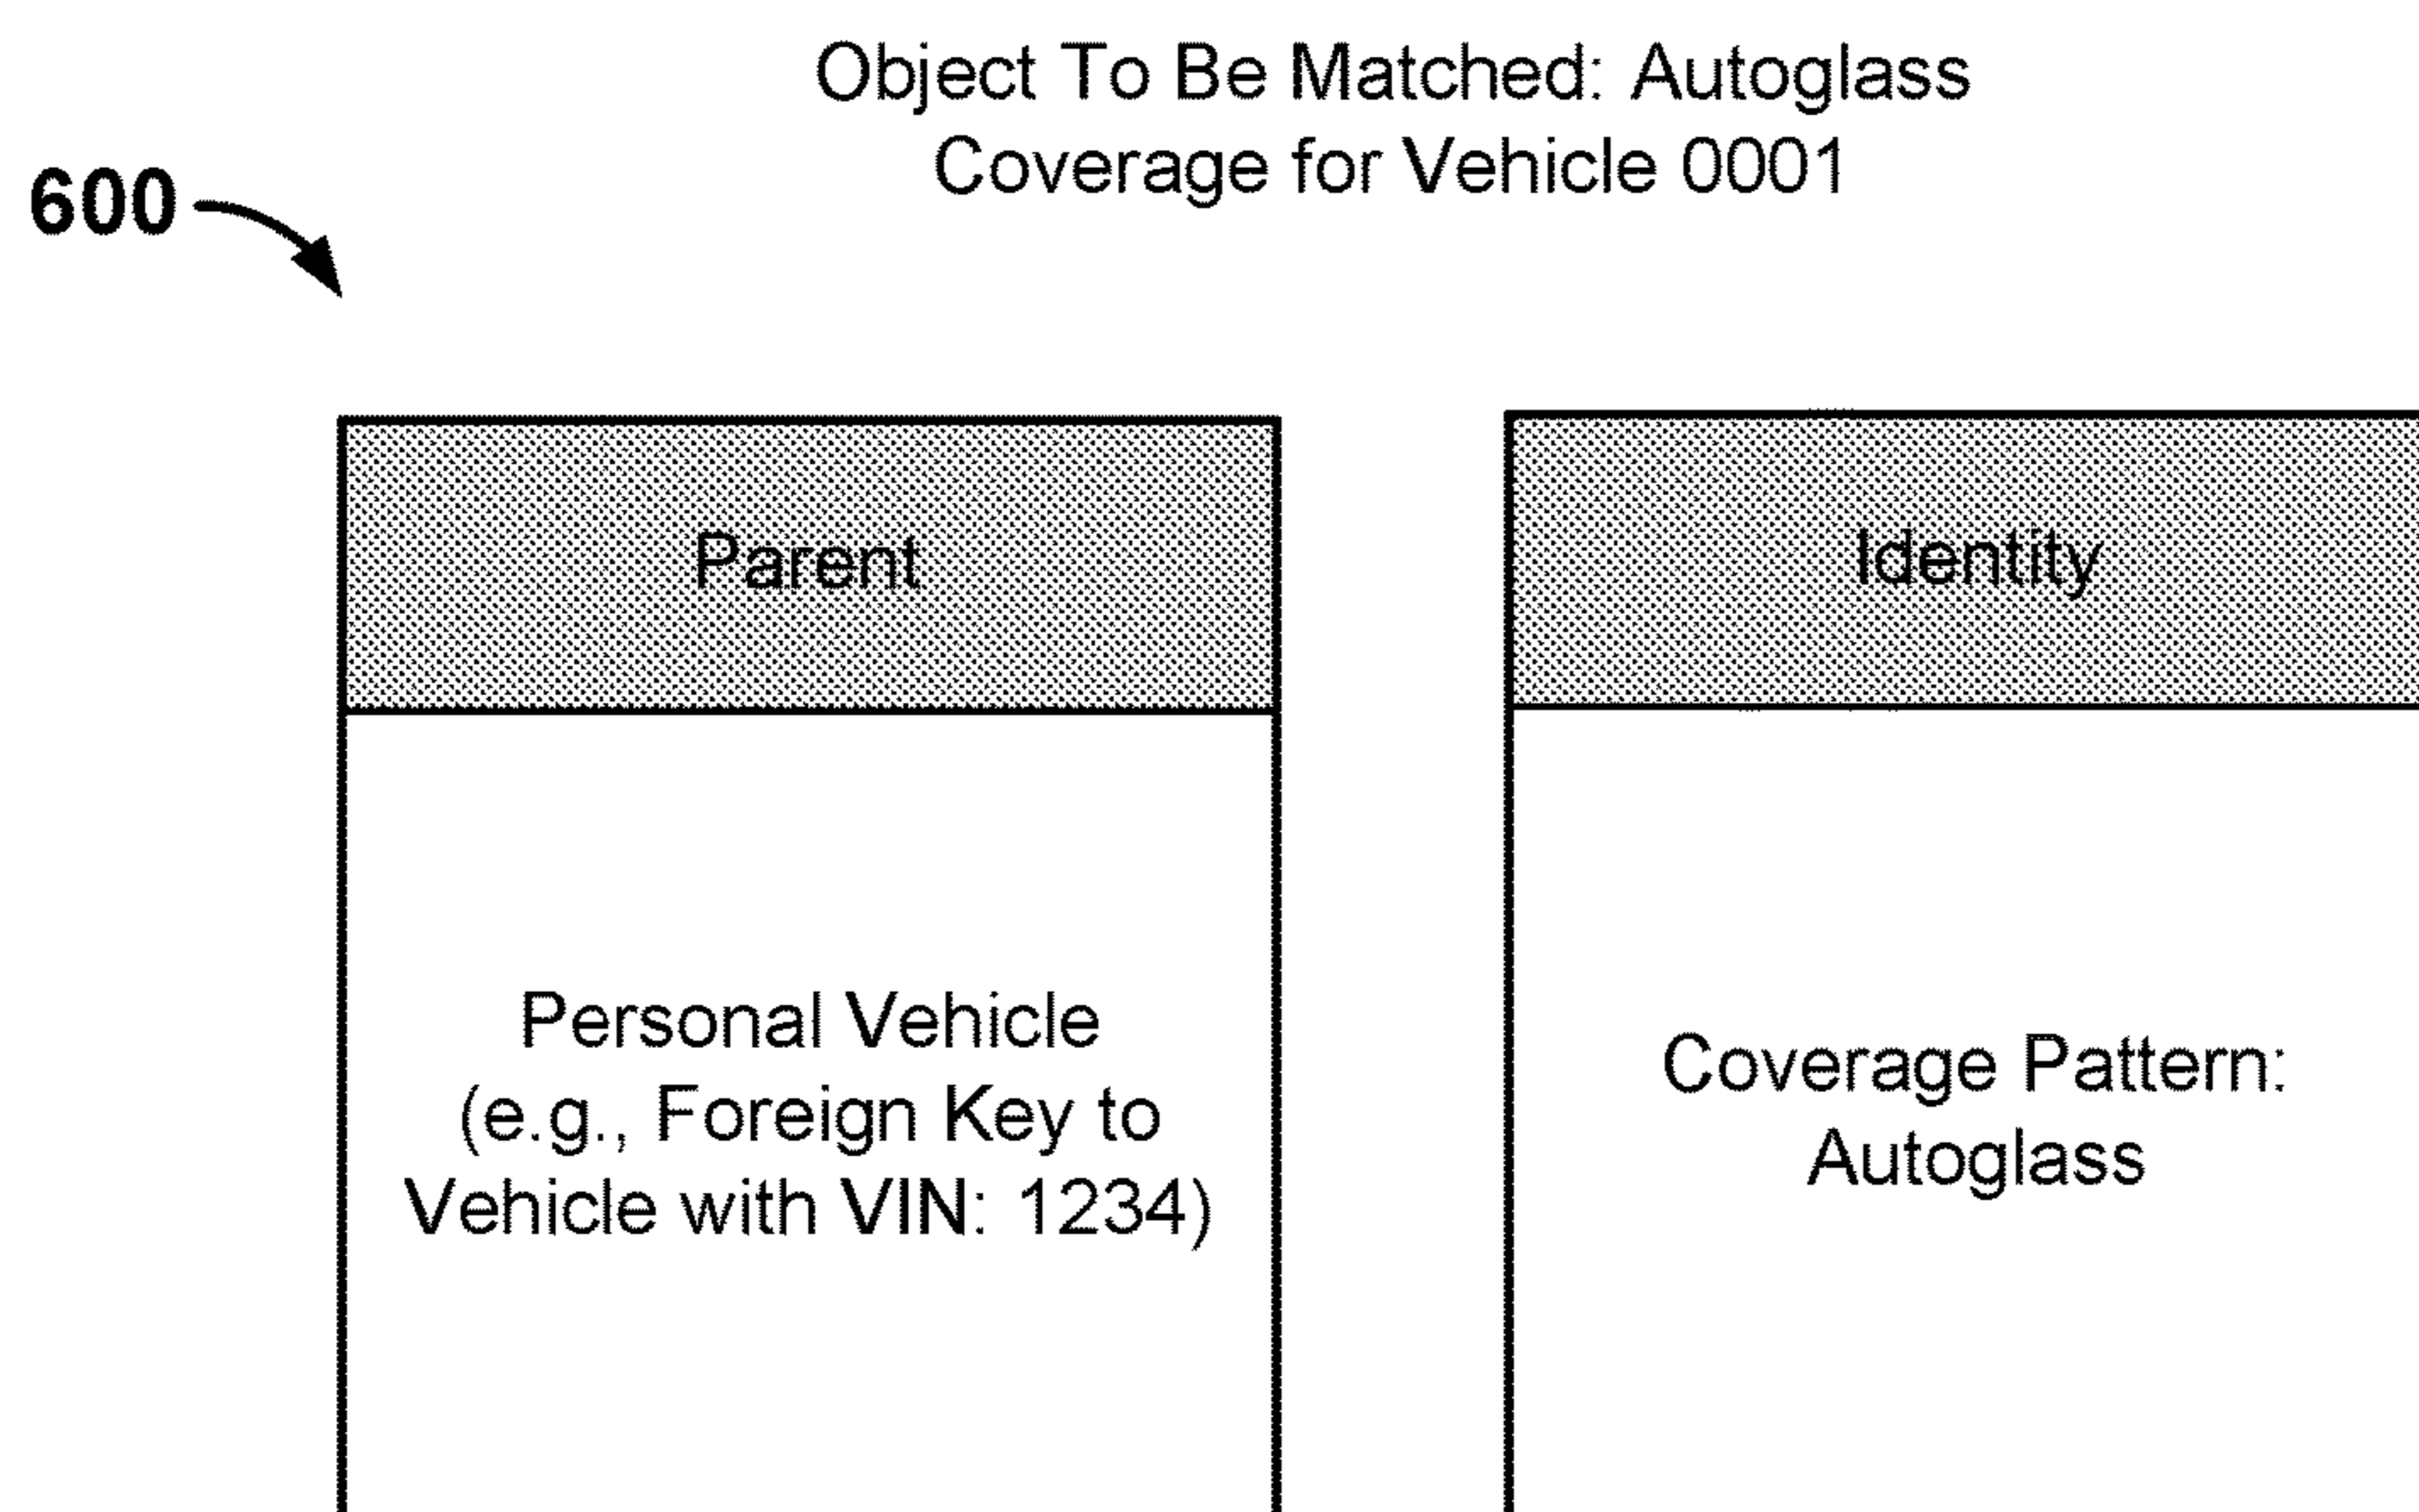 Object To Be Matched: Autoglass
Coverage for Vehicle 0001
600
Parent
Personal Vehicle
(e.g., Foreign Key to
Vehicle with VIN: 1234)
Identity
Coverage Pattern:
Autoglass